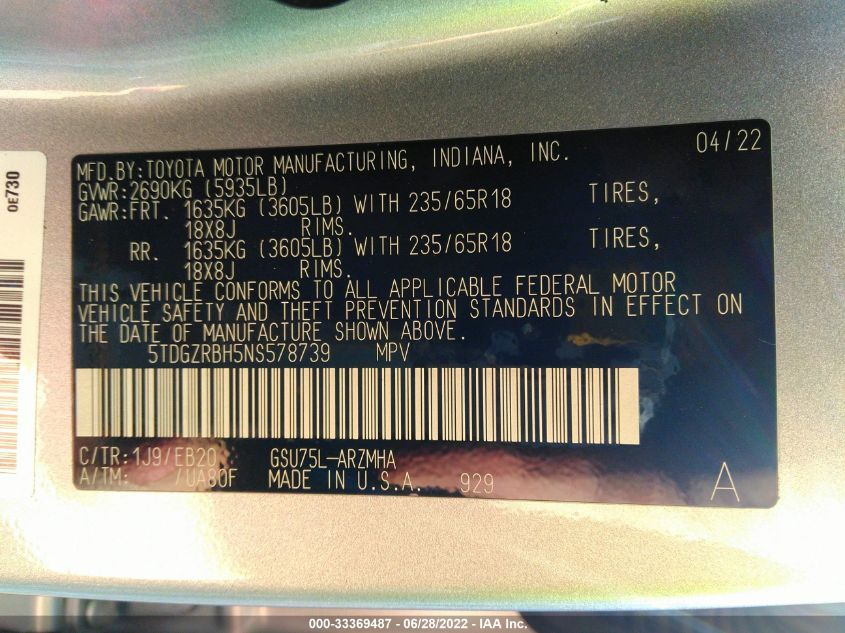 0E730
MFD.BY:TOYOTA MOTOR MANUFACTURING, INDIANA, INC. 04/22
GVWR:2690KG (5935LB)
GAWR:FRT. 1635KG (3605LB) WITH 235/65R18 TIRES,
18X8J RIMS.
RR. 1635KG (3605LB) WITH 235/65R18 TIRES,
18X8J RIMS.
THIS VEHICLE CONFORMS TO ALL APPLICABLE FEDERAL MOTOR
VEHICLE SAFETY AND THEFT PREVENTION STANDARDS IN EFFECT ON
THE DATE OF MANUFACTURE SHOWN ABOVE.
5TDGZRBH5NS578739 MPV
C/TR:1J9/EB20 GSU75L-ARZMHA
A/TM: /UA80F MADE IN U.S.A. 929 A
000-33369487 - 06/28/2022 - IAA Inc.